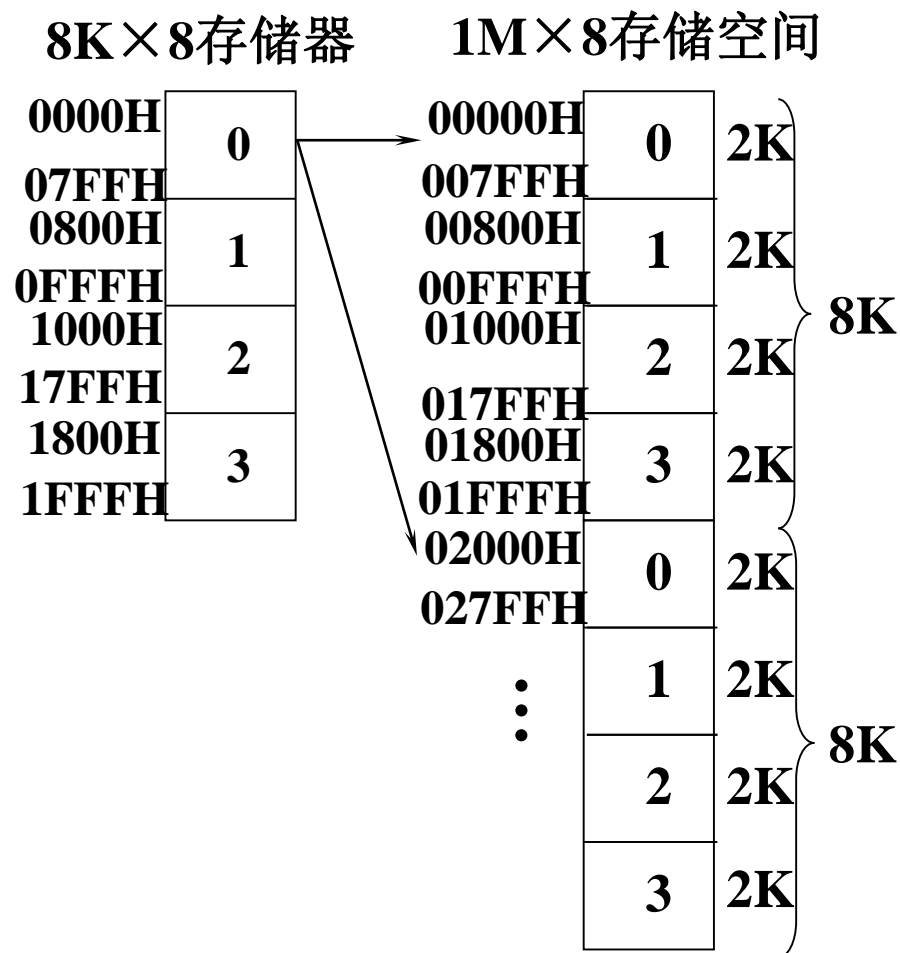 8K×8存储器
1M×8存储空间
0000H
0
07FFH
0800H
1
0FFFH
1000H
2
17FFH
1800H
3
1FFFH
00000H
0
2K
007FFH
00800H
1
2K
00FFFH
01000H
2
2K
017FFH
01800H
3
2K
01FFFH
8K
02000H
0
2K
027FFH
1
2K
⋮
2
2K
3
2K
8K